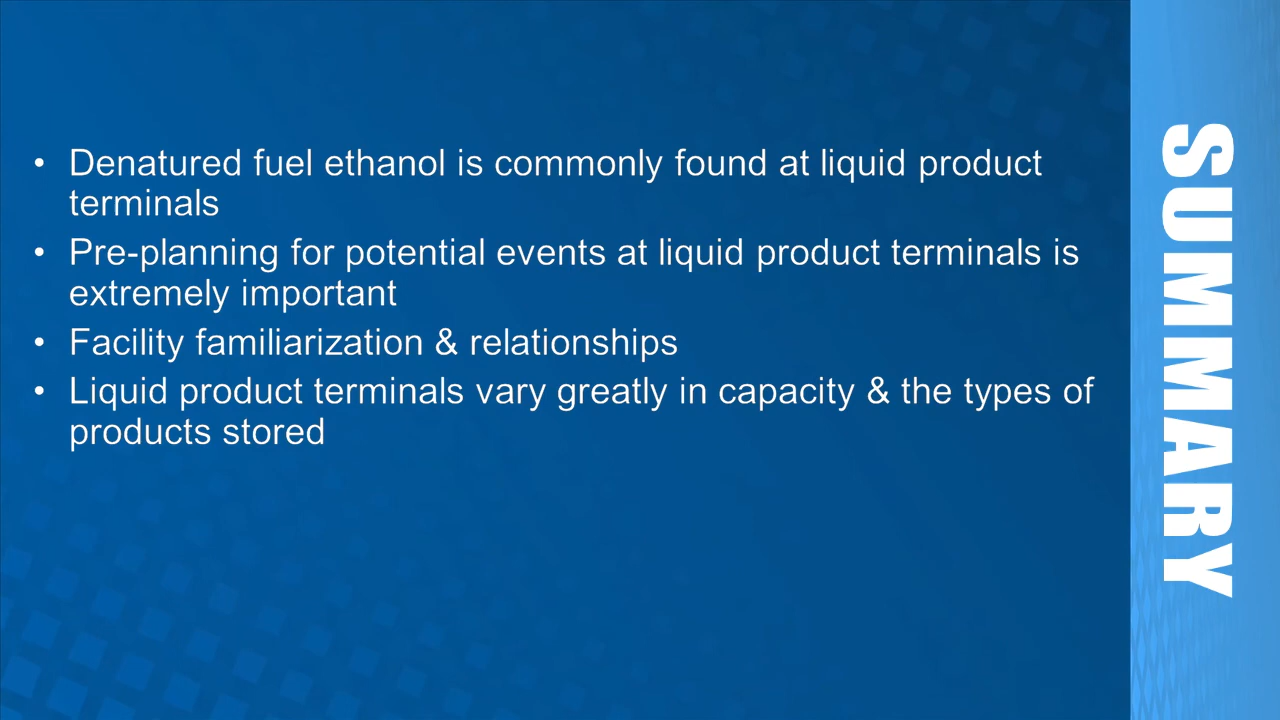 • Denatured fuel ethanol is commonly found at liquid product
terminals
• Pre-planning for potential events at liquid product terminals is
extremely important
• Facility familiarization & relationships
• Liquid product terminals vary greatly in capacity & the types of
products stored
SUMMARY